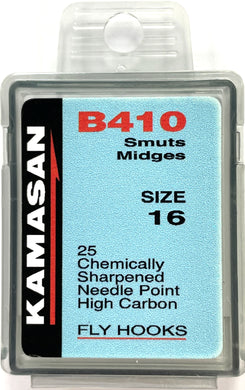 KAMASAN
B410
Smuts
Midges
SIZE
16
25
Chemically
Sharpened
Needle Point
High Carbon
FLY HOOKS